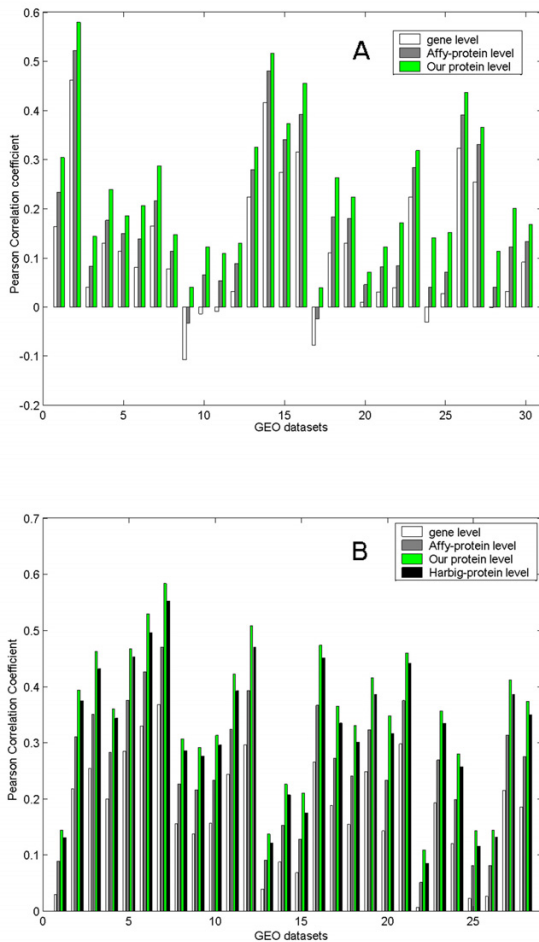 0.6
A
gene level
Affy-protein level
Our protein level
0.5
0.4
0.3
0.2
0.1
0
-0.1
-0.2
Pearson Correlation coefficient
0 5 10 15 20 25 30
GEO datasets
0.7
B
gene level
Affy-protein level
Our protein level
Harbig-protein level
0.6
0.5
0.4
0.3
0.2
0.1
0
Pearson Correlation Coefficient
0 5 10 15 20 25
GEO datasets